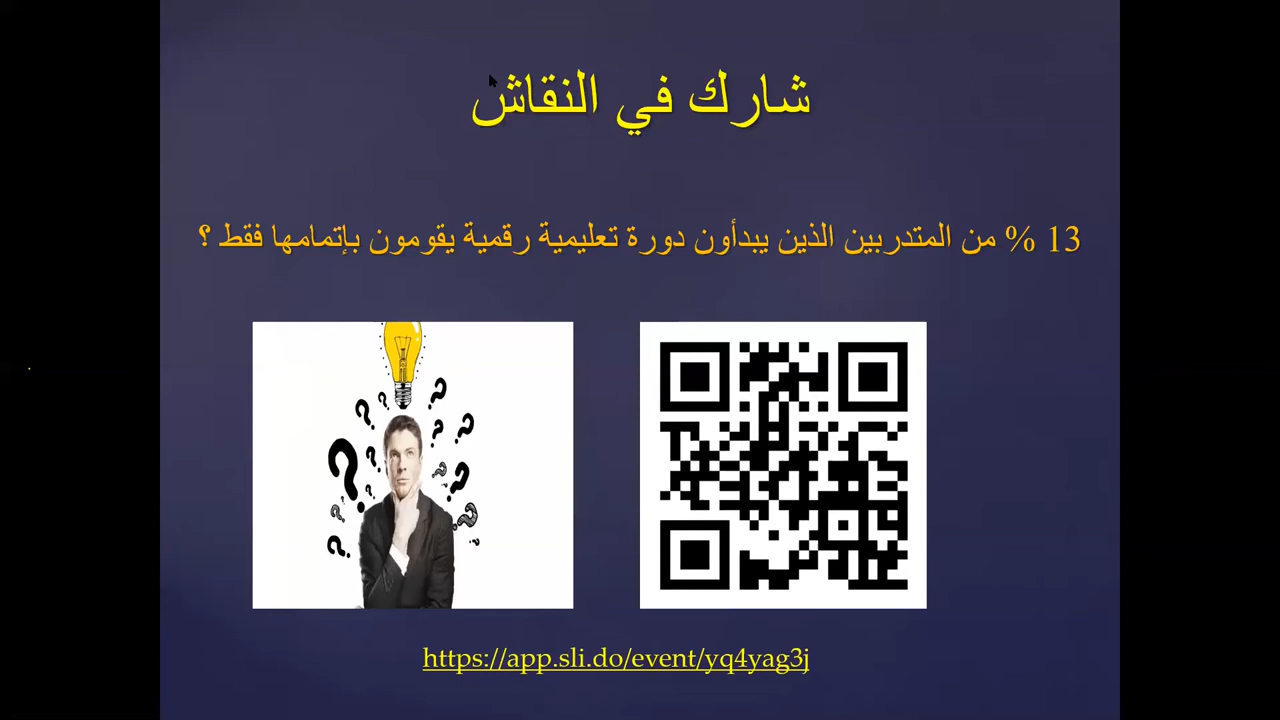 شارك في النقاش
13 % من المتدربين الذين يبدأون دورة تعليمية رقمية يقومون بإتمامها فقط ؟
https://app.sli.do/event/yq4yag3j